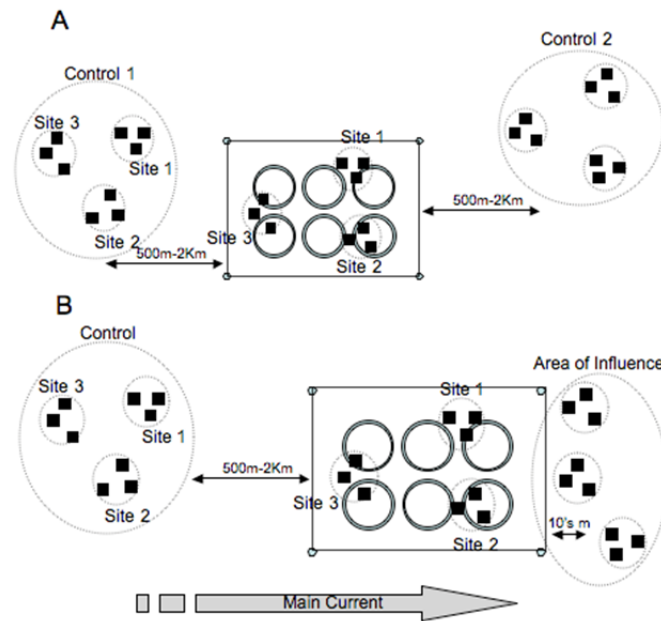 A
Control 1
Control 2
Site 3
Site 1
Site 2
500m-2Km
Site 1
Site 3
Site 2
500m-2Km
B
Control
Area of Influence
Site 3
Site 1
Site 2
500m-2Km
Site 1
Site 3
Site 2
10's m
Main Current